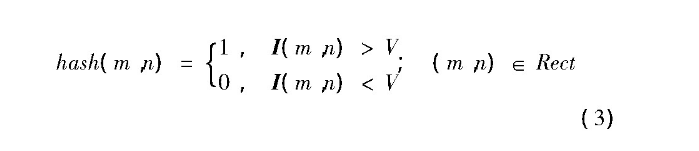 hash( m ,n) = { 1 , I( m ,n) > V
0 , I( m ,n) < V ; ( m ,n) ∈ Rect
(3)